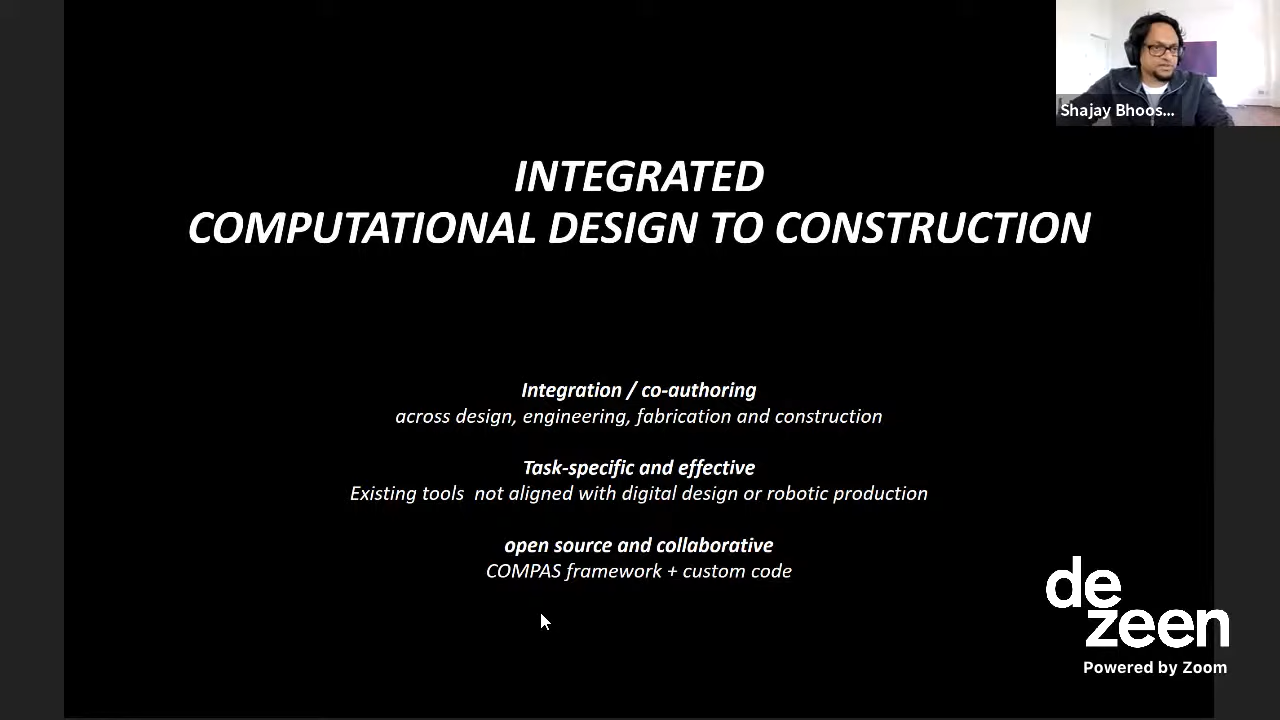 Shajay Bhoos...
INTEGRATED
COMPUTATIONAL DESIGN TO CONSTRUCTION
Integration / co-authoring
across design, engineering, fabrication and construction
Task-specific and effective
Existing tools  not aligned with digital design or robotic production
open source and collaborative
COMPAS framework + custom code
de
zeen
Powered by Zoom